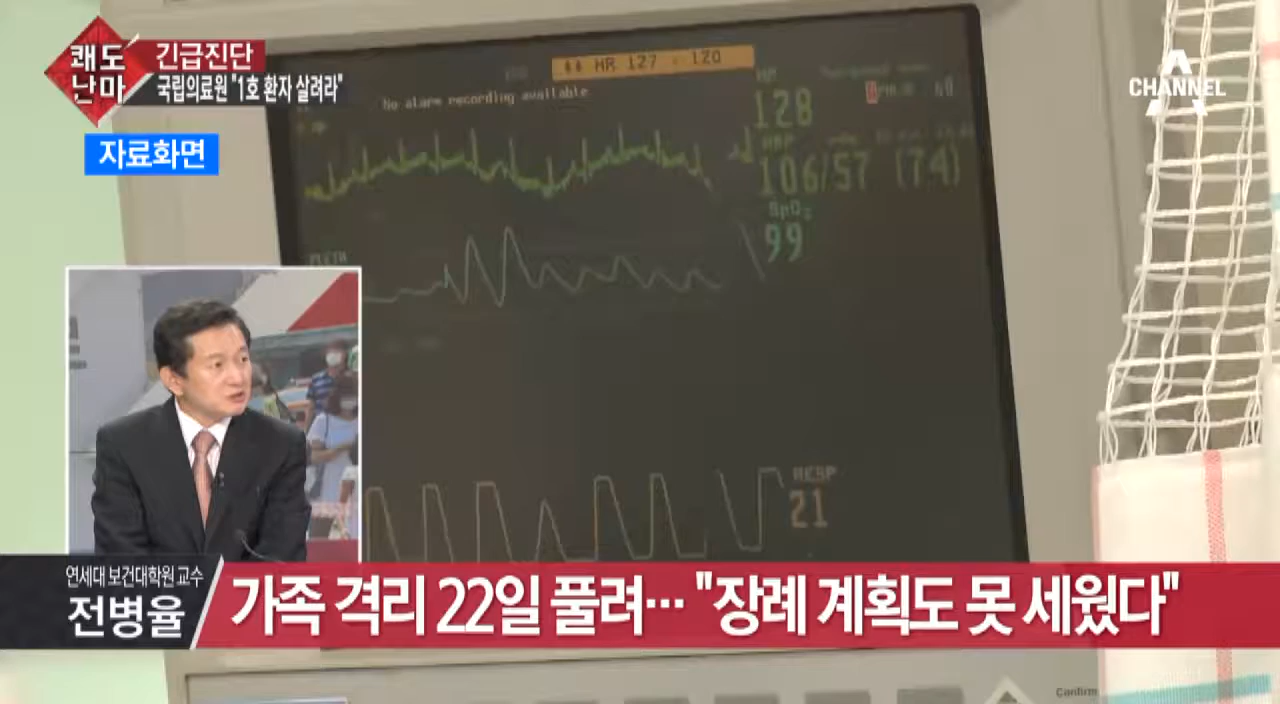 쾌도
난마
긴급진단
국립의료원 "1호 환자 살려라"
자료화면
CHANNEL A
HR 127 · 120
No alarm recording available
128
106/57 (74)
SpO₂
99
PLETH
RESP
21
연세대 보건대학원 교수
전병율
가족 격리 22일 풀려… "장례 계획도 못 세웠다"
Confirm